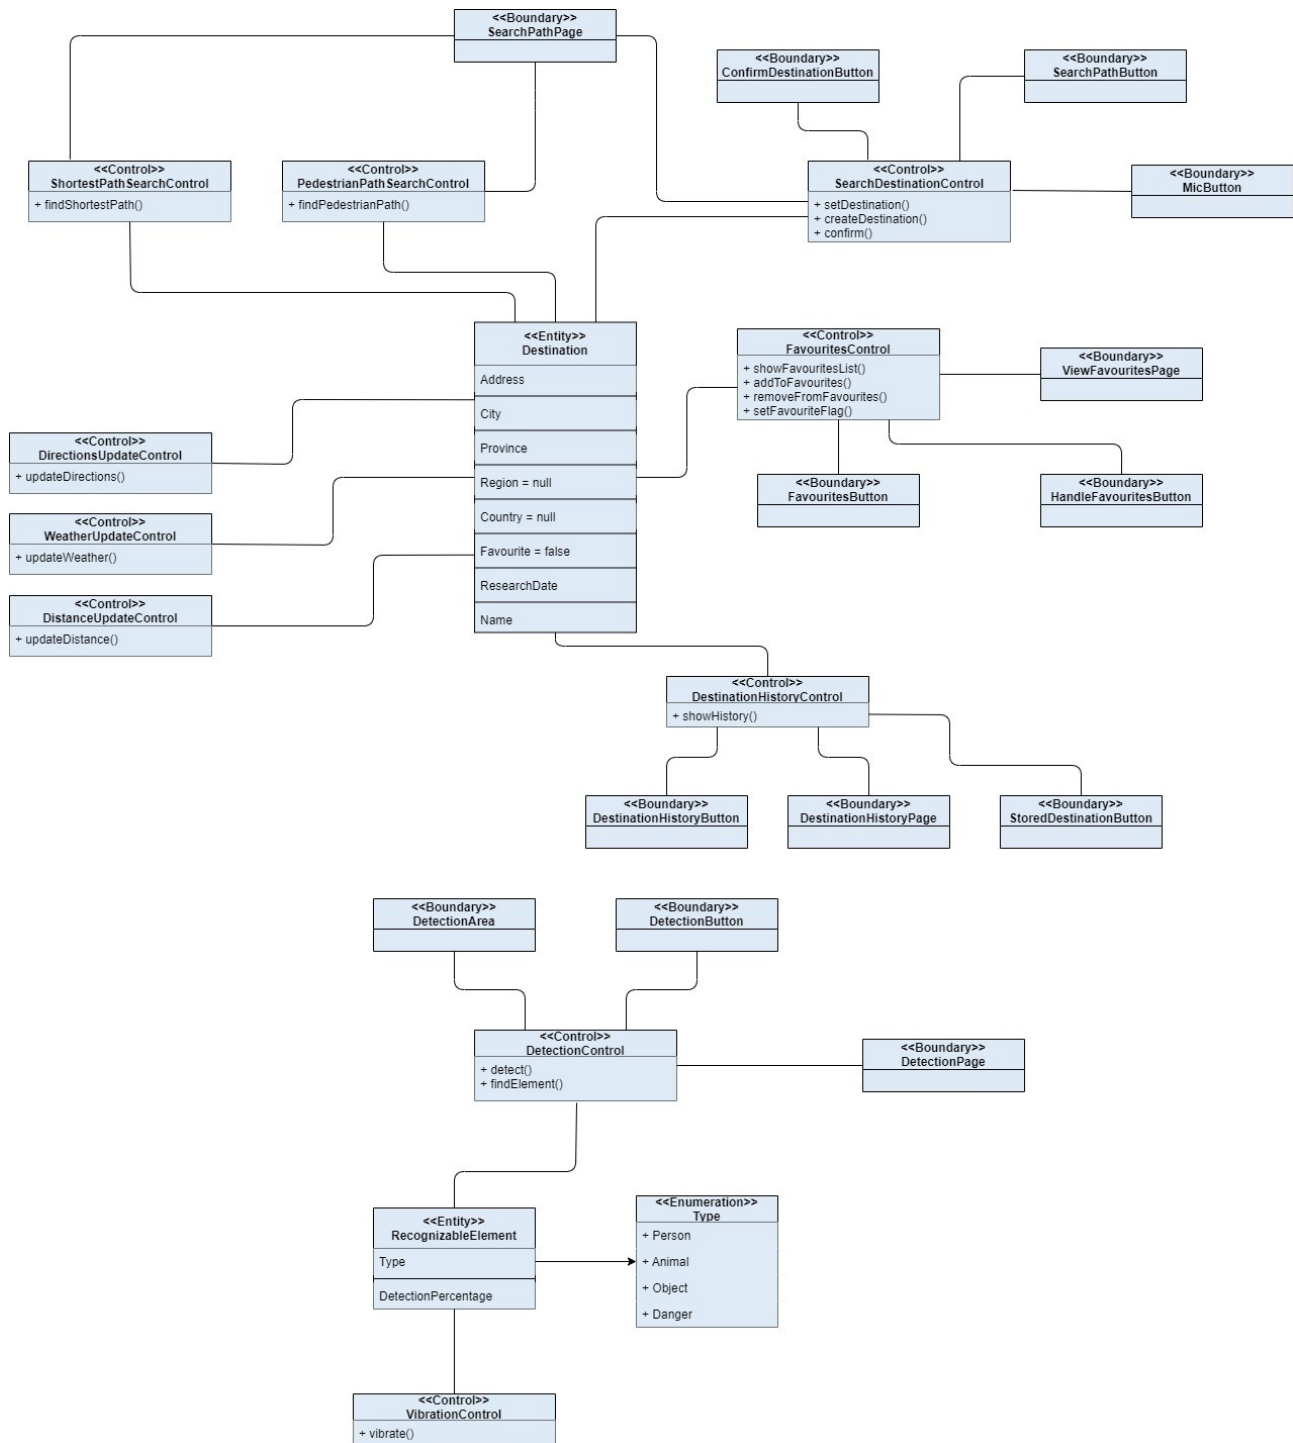 <<Boundary>>
SearchPathPage
<<Boundary>>
ConfirmDestinationButton
<<Boundary>>
SearchPathButton
<<Control>>
ShortestPathSearchControl
+ findShortestPath()
<<Control>>
PedestrianPathSearchControl
+ findPedestrianPath()
<<Control>>
SearchDestinationControl
+ setDestination()
+ createDestination()
+ confirm()
<<Boundary>>
MicButton
<<Entity>>
Destination
Address
City
Province
Region = null
Country = null
Favourite = false
ResearchDate
Name
<<Control>>
FavouritesControl
+ showFavouritesList()
+ addToFavourites()
+ removeFromFavourites()
+ setFavouriteFlag()
<<Boundary>>
ViewFavouritesPage
<<Control>>
DirectionsUpdateControl
+ updateDirections()
<<Boundary>>
FavouritesButton
<<Boundary>>
HandleFavouritesButton
<<Control>>
WeatherUpdateControl
+ updateWeather()
<<Control>>
DistanceUpdateControl
+ updateDistance()
<<Control>>
DestinationHistoryControl
+ showHistory()
<<Boundary>>
DestinationHistoryButton
<<Boundary>>
DestinationHistoryPage
<<Boundary>>
StoredDestinationButton
<<Boundary>>
DetectionArea
<<Boundary>>
DetectionButton
<<Control>>
DetectionControl
+ detect()
+ findElement()
<<Boundary>>
DetectionPage
<<Entity>>
RecognizableElement
Type
DetectionPercentage
<<Enumeration>>
Type
+ Person
+ Animal
+ Object
+ Danger
<<Control>>
VibrationControl
+ vibrate()